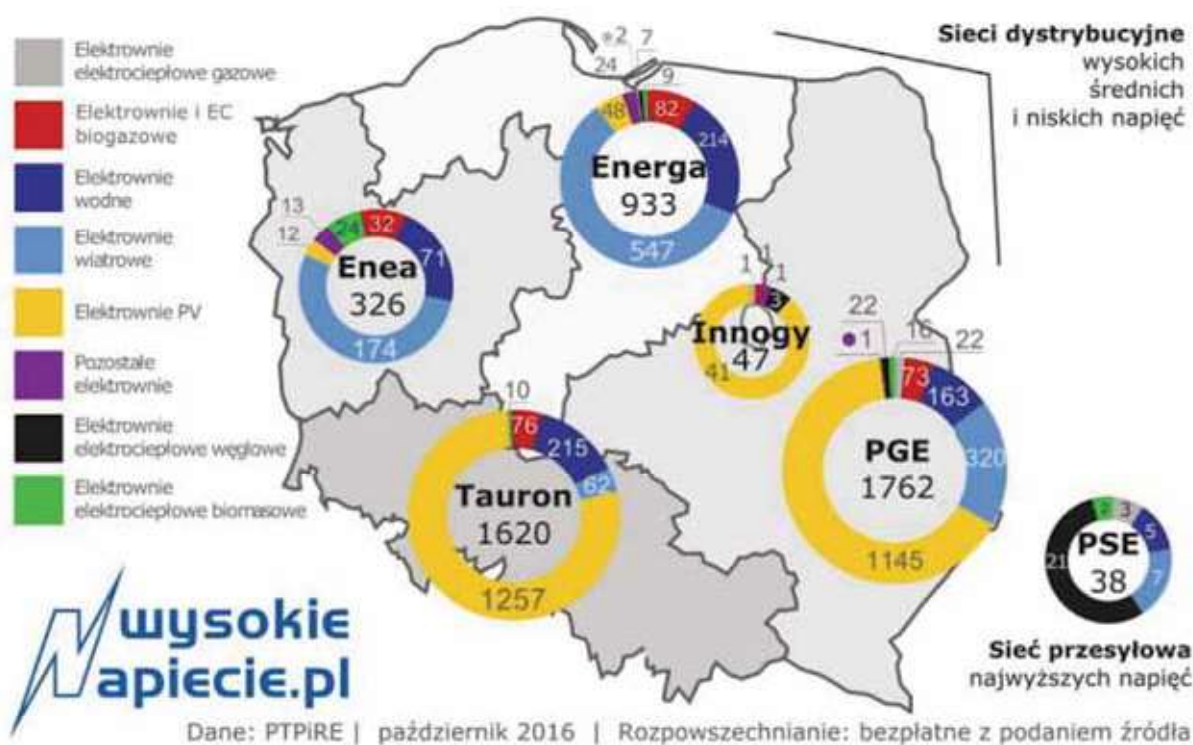 Elektrownie
elektrociepłowe gazowe
Elektrownie i EC
biogazowe
Elektrownie
wodne
Elektrownie
wiatrowe
Elektrownie PV
Pozostałe
elektrownie
Elektrownie
elektrociepłowe węglowe
Elektrownie
elektrociepłowe biomasowe
Sieci dystrybucyjne
wysokich
średnich
i niskich napięć
2 7
24 9
48 82
214
Energa
933
547
13
12
24 32
71
Enea
326
174
1 1
3
Innogy
47
41
22 16 22
1
73
163
320
PGE
1762
1145
10
76
215
62
Tauron
1620
1257
2 3
5
21 7
PSE
38
Sieć przesyłowa
najwyższych napięć
wysokie
Napiecie.pl
Dane: PTPiRE | październik 2016 | Rozpowszechnianie: bezpłatne z podaniem źródła